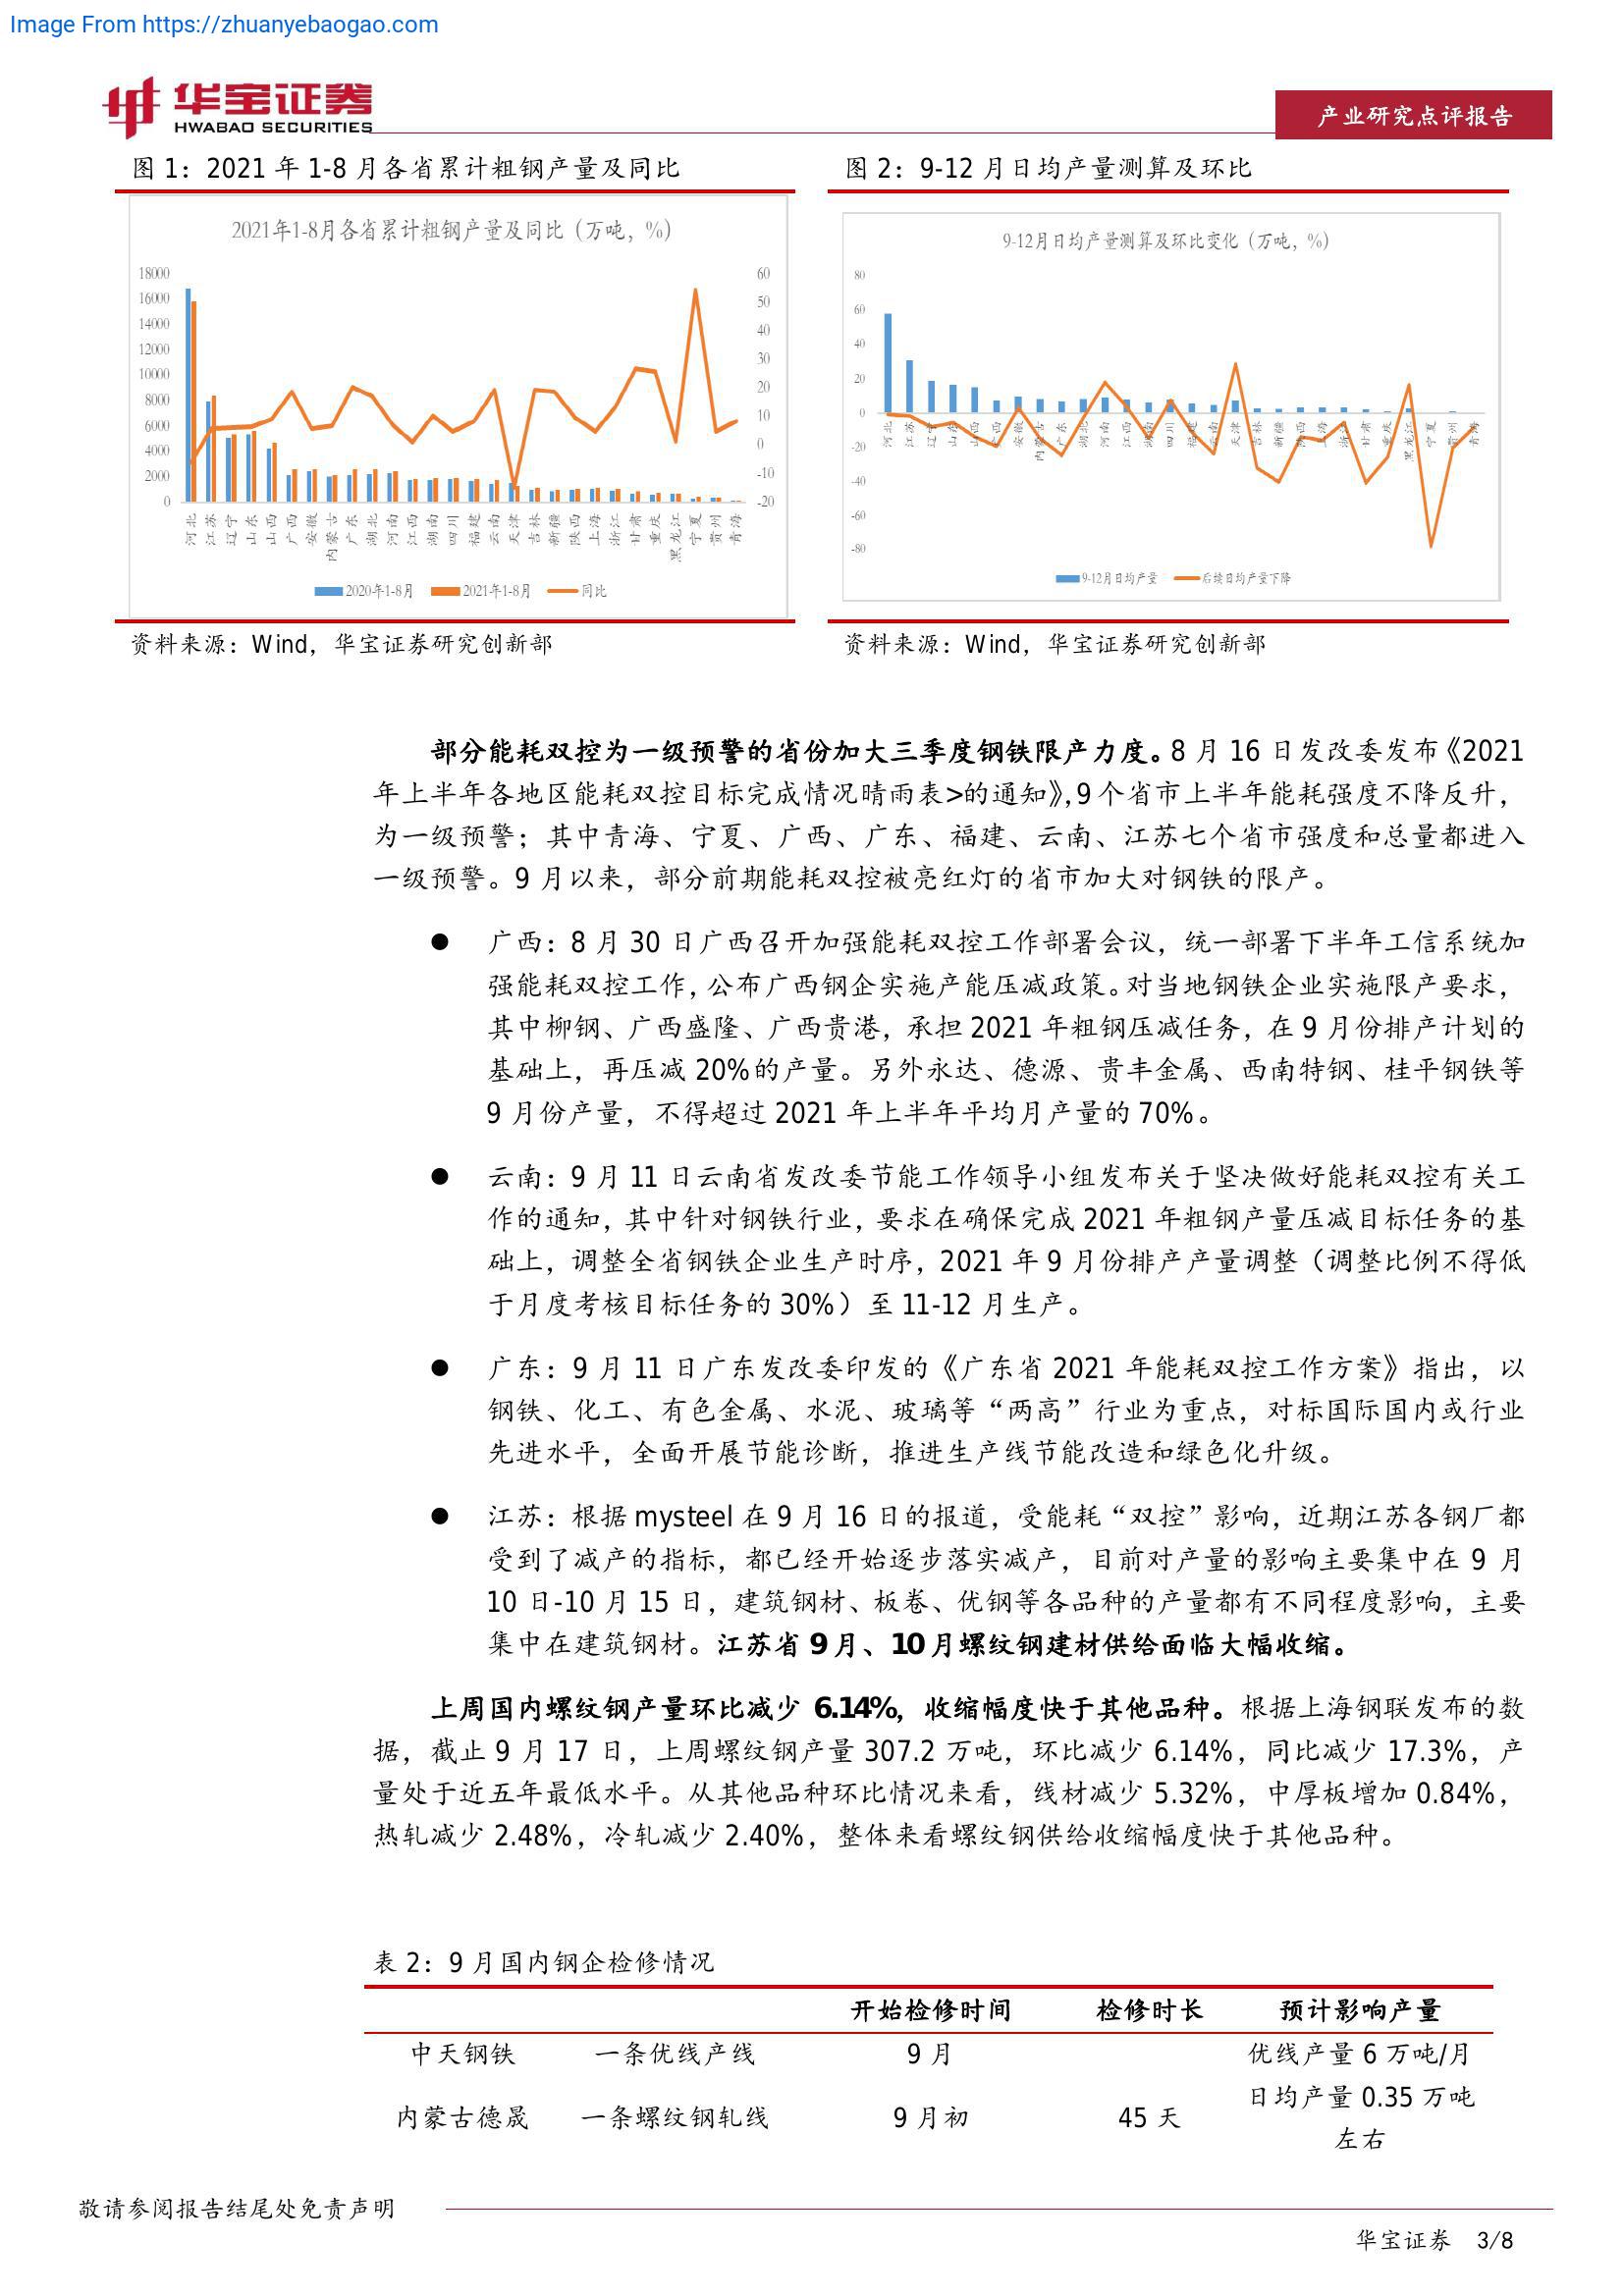 Image From https://zhuanyebaogao.com
华宝证券
HWABAO SECURITIES
产业研究点评报告
图 1：2021 年 1-8 月各省累计粗钢产量及同比
2021年1-8月各省累计粗钢产量及同比（万吨，%）
18000
16000
14000
12000
10000
8000
6000
4000
2000
0
60
50
40
30
20
10
0
-10
-20
河北 江苏 辽宁 山东 山西 广西 安徽 内蒙古 广东 湖北 河南 江西 湖南 四川 福建 云南 天津 吉林 新疆 陕西 上海 浙江 甘肃 重庆 黑龙江 宁夏 贵州 青海
2020年1-8月 2021年1-8月 同比
资料来源：Wind，华宝证券研究创新部
图 2：9-12 月日均产量测算及环比
9-12月日均产量测算及环比变化（万吨，%）
80
60
40
20
0
-20
-40
-60
-80
河北 江苏 辽宁 山东 山西 广西 安徽 内蒙古 广东 湖北 河南 江西 湖南 四川 福建 云南 天津 吉林 新疆 陕西 上海 浙江 甘肃 重庆 黑龙江 宁夏 贵州 青海
9-12月日均产量 后续日均产量下降
资料来源：Wind，华宝证券研究创新部
部分能耗双控为一级预警的省份加大三季度钢铁限产力度。8 月 16 日发改委发布《2021
年上半年各地区能耗双控目标完成情况晴雨表>的通知》，9 个省市上半年能耗强度不降反升，
为一级预警；其中青海、宁夏、广西、广东、福建、云南、江苏七个省市强度和总量都进入
一级预警。9 月以来，部分前期能耗双控被亮红灯的省市加大对钢铁的限产。
● 广西：8 月 30 日广西召开加强能耗双控工作部署会议，统一部署下半年工信系统加
强能耗双控工作，公布广西钢企实施产能压减政策。对当地钢铁企业实施限产要求，
其中柳钢、广西盛隆、广西贵港，承担 2021 年粗钢压减任务，在 9 月份排产计划的
基础上，再压减 20%的产量。另外永达、德源、贵丰金属、西南特钢、桂平钢铁等
9 月份产量，不得超过 2021 年上半年平均月产量的 70%。
● 云南：9 月 11 日云南省发改委节能工作领导小组发布关于坚决做好能耗双控有关工
作的通知，其中针对钢铁行业，要求在确保完成 2021 年粗钢产量压减目标任务的基
础上，调整全省钢铁企业生产时序，2021 年 9 月份排产产量调整（调整比例不得低
于月度考核目标任务的 30%）至 11-12 月生产。
● 广东：9 月 11 日广东发改委印发的《广东省 2021 年能耗双控工作方案》指出，以
钢铁、化工、有色金属、水泥、玻璃等“两高”行业为重点，对标国际国内或行业
先进水平，全面开展节能诊断，推进生产线节能改造和绿色化升级。
● 江苏：根据 mysteel 在 9 月 16 日的报道，受能耗“双控”影响，近期江苏各钢厂都
受到了减产的指标，都已经开始逐步落实减产，目前对产量的影响主要集中在 9 月
10 日-10 月 15 日，建筑钢材、板卷、优钢等各品种的产量都有不同程度影响，主要
集中在建筑钢材。江苏省 9 月、10 月螺纹钢建材供给面临大幅收缩。
上周国内螺纹钢产量环比减少 6.14%，收缩幅度快于其他品种。根据上海钢联发布的数
据，截止 9 月 17 日，上周螺纹钢产量 307.2 万吨，环比减少 6.14%，同比减少 17.3%，产
量处于近五年最低水平。从其他品种环比情况来看，线材减少 5.32%，中厚板增加 0.84%，
热轧减少 2.48%，冷轧减少 2.40%，整体来看螺纹钢供给收缩幅度快于其他品种。
表 2：9 月国内钢企检修情况
开始检修时间 检修时长 预计影响产量
中天钢铁 一条优线产线 9 月 优线产量 6 万吨/月
内蒙古德晟 一条螺纹钢轧线 9 月初 45 天 日均产量 0.35 万吨
左右
敬请参阅报告结尾处免责声明
华宝证券 3/8